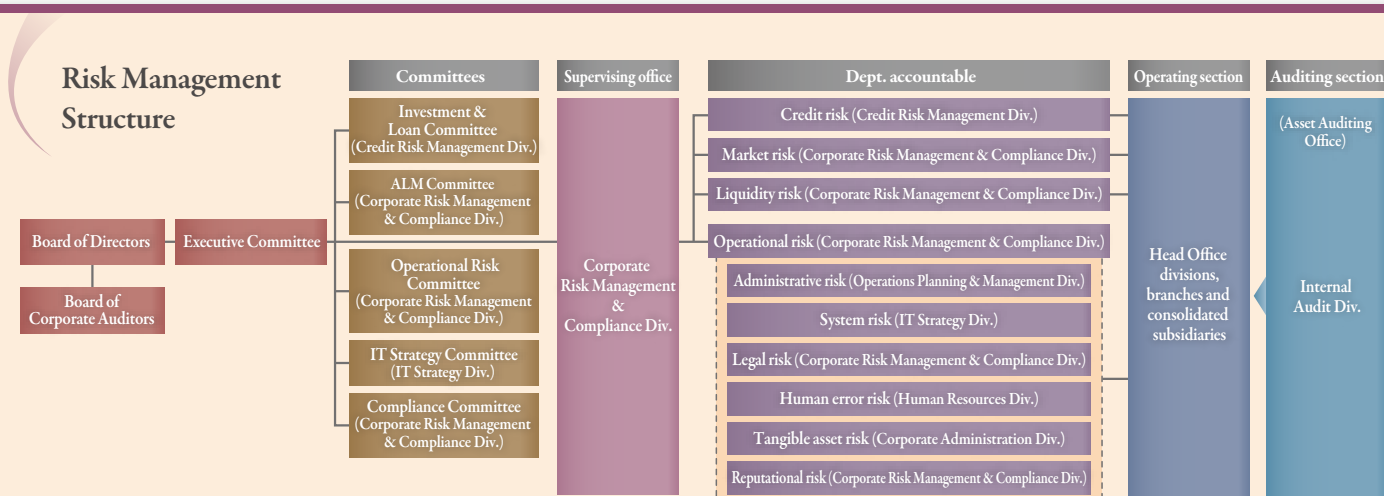 Risk Management
Structure
Committees
Supervising office
Dept. accountable
Operating section
Auditing section
Board of Directors
Executive Committee
Board of
Corporate Auditors
Investment &
Loan Committee
(Credit Risk Management Div.)
ALM Committee
(Corporate Risk Management
& Compliance Div.)
Operational Risk
Committee
(Corporate Risk Management
& Compliance Div.)
IT Strategy Committee
(IT Strategy Div.)
Compliance Committee
(Corporate Risk Management
& Compliance Div.)
Corporate
Risk Management
&
Compliance Div.
Credit risk (Credit Risk Management Div.)
Market risk (Corporate Risk Management & Compliance Div.)
Liquidity risk (Corporate Risk Management & Compliance Div.)
Operational risk (Corporate Risk Management & Compliance Div.)
Administrative risk (Operations Planning & Management Div.)
System risk (IT Strategy Div.)
Legal risk (Corporate Risk Management & Compliance Div.)
Human error risk (Human Resources Div.)
Tangible asset risk (Corporate Administration Div.)
Reputational risk (Corporate Risk Management & Compliance Div.)
Head Office
divisions,
branches and
consolidated
subsidiaries
(Asset Auditing
Office)
Internal
Audit Div.